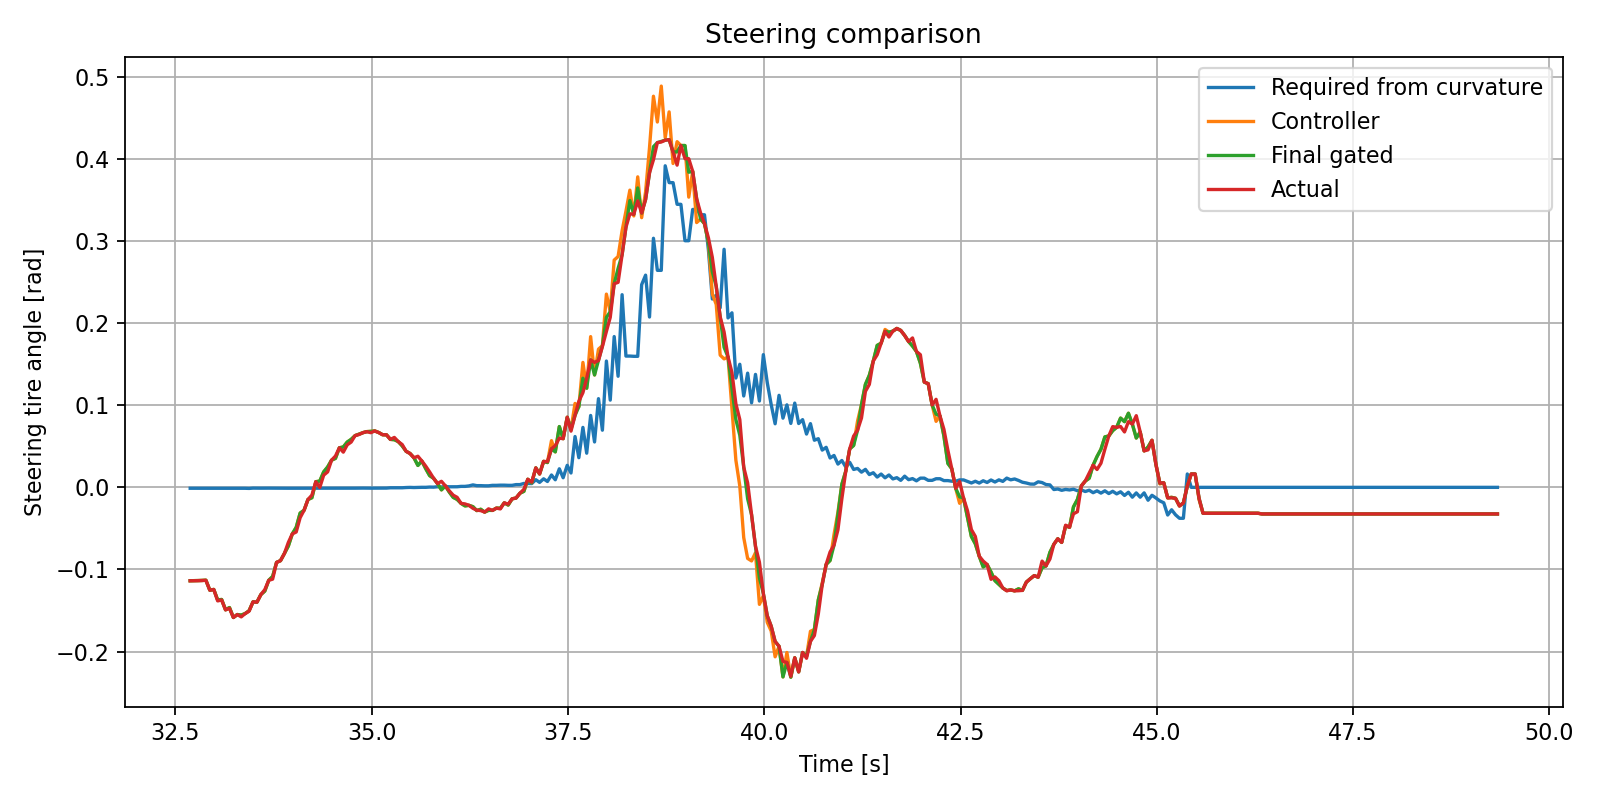 Steering comparison
Steering tire angle [rad]
0.5
0.4
0.3
0.2
0.1
0.0
−0.1
−0.2
Required from curvature
Controller
Final gated
Actual
32.5 35.0 37.5 40.0 42.5 45.0 47.5 50.0
Time [s]